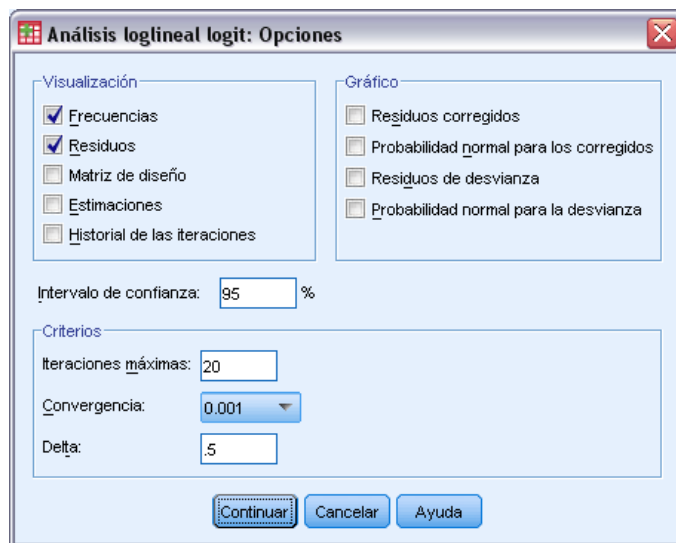 Análisis loglineal logit: Opciones
Visualización
Frecuencias
Residuos
Matriz de diseño
Estimaciones
Historial de las iteraciones
Gráfico
Residuos corregidos
Probabilidad normal para los corregidos
Residuos de desvianza
Probabilidad normal para la desvianza
Intervalo de confianza: 95 %
Criterios
Iteraciones máximas: 20
Convergencia: 0.001
Delta: .5
Continuar Cancelar Ayuda